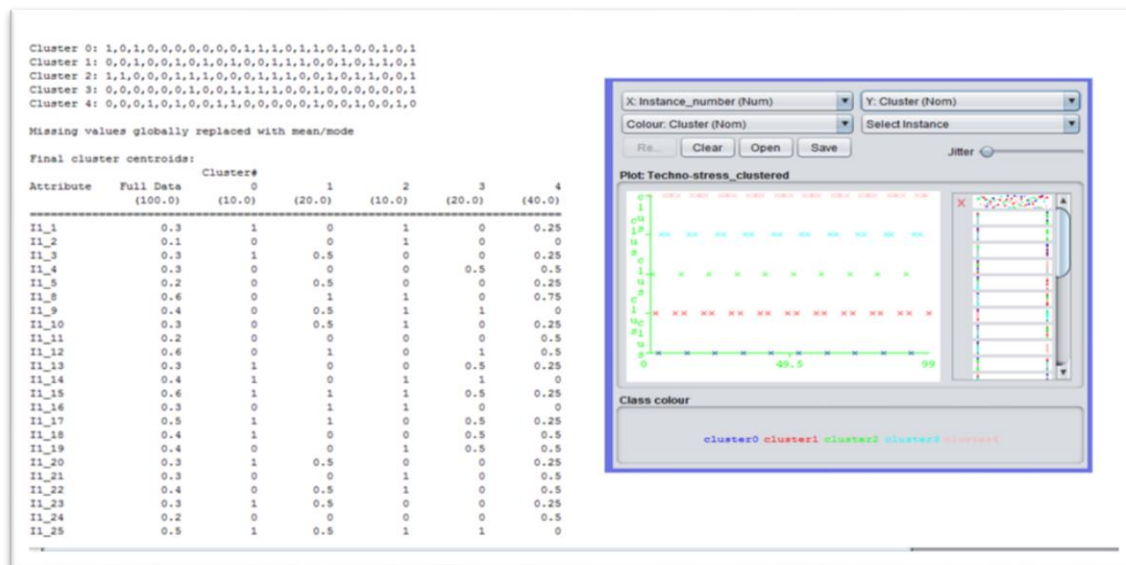 Cluster 0: 1,0,1,0,0,0,0,0,0,0,1,1,1,0,1,1,0,1,0,0,1,0,1
Cluster 1: 0,0,1,0,0,1,0,1,0,1,0,0,1,1,1,0,0,1,0,1,1,0,1
Cluster 2: 1,1,0,0,0,1,1,1,0,0,0,1,1,1,0,0,1,0,1,1,0,0,1
Cluster 3: 0,0,0,0,0,0,1,0,0,1,0,1,1,0,1,0,0,0,0,0,0,0,1
Cluster 4: 0,0,0,1,0,1,0,0,1,1,0,0,0,0,0,1,0,0,1,0,0,1,0
Missing values globally replaced with mean/mode
Final cluster centroids:
Cluster#
Attribute Full Data 0 1 2 3 4
(100.0) (10.0) (20.0) (10.0) (20.0) (40.0)
I1_1 0.3 1 0 1 0 0.25
I1_2 0.1 0 0 1 0 0
I1_3 0.3 1 0.5 0 0 0.25
I1_4 0.3 0 0 0 0.5 0.5
I1_5 0.2 0 0.5 0 0 0.25
I1_8 0.6 0 1 1 0 0.75
I1_9 0.4 0 0.5 1 1 0
I1_10 0.3 0 0.5 1 0 0.25
I1_11 0.2 0 0 0 0 0.5
I1_12 0.6 0 1 0 1 0.5
I1_13 0.3 1 0 0 0.5 0.25
I1_14 0.4 1 0 1 1 0
I1_15 0.6 1 1 1 0.5 0.25
I1_16 0.3 0 1 1 0 0
I1_17 0.5 1 1 0 0.5 0.25
I1_18 0.4 1 0 0 0.5 0.5
I1_19 0.4 0 0 1 0.5 0.5
I1_20 0.3 1 0.5 0 0 0.25
I1_21 0.3 0 0 1 0 0.5
I1_22 0.4 0 0.5 1 0 0.5
I1_23 0.3 1 0.5 0 0 0.25
I1_24 0.2 0 0 0 0 0.5
I1_25 0.5 1 0.5 1 1 0
X: Instance_number (Num) Y: Cluster (Nom)
Colour: Cluster (Nom) Select Instance
Re... Clear Open Save Jitter
Plot: Techno-stress_clustered
0 49.5 99
Class colour
cluster0 cluster1 cluster2 cluster3 cluster4